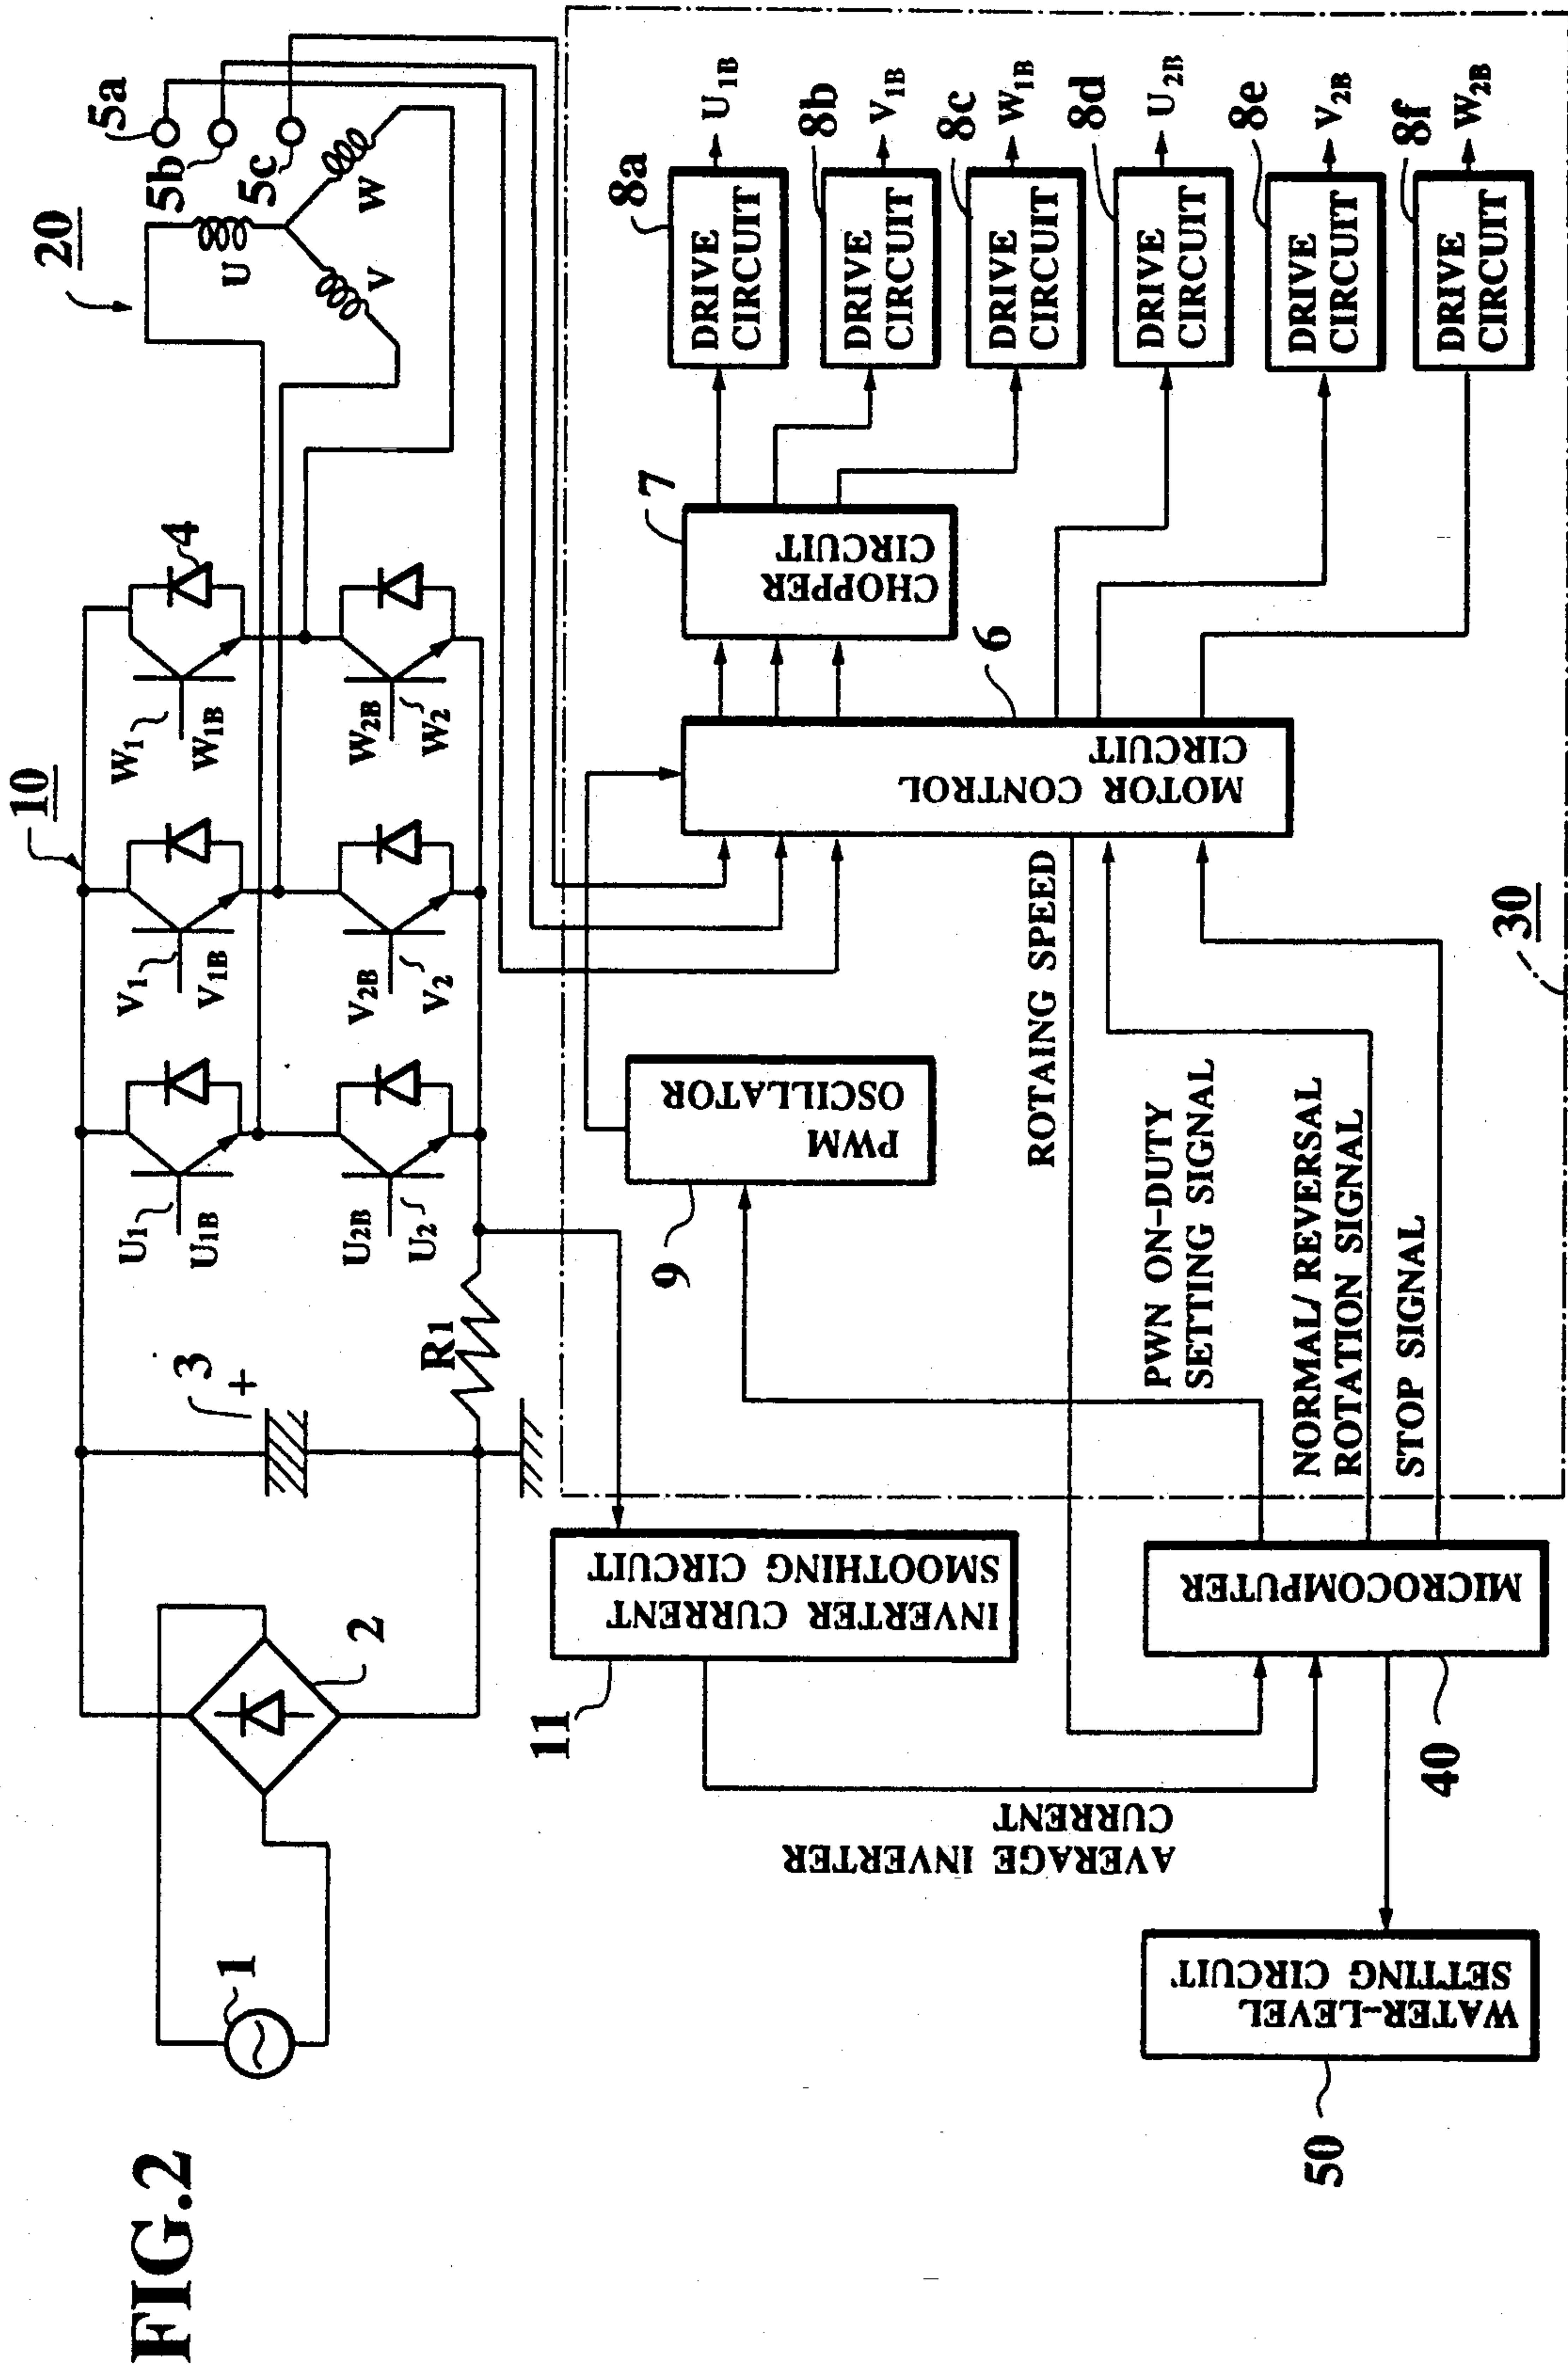 FIG.2
1
2
3
+
R1
10
U1
U1B
V1
V1B
W1
W1B
4
U2B
U2
V2B
V2
W2B
W2
20
U
V
W
5a
5b
5c
11
INVERTER CURRENT
SMOOTHING CIRCUIT
AVERAGE INVERTER
CURRENT
9
PWM
OSCILLATOR
ROTAING SPEED
PWN ON-DUTY
SETTING SIGNAL
NORMAL/REVERSAL
ROTATION SIGNAL
STOP SIGNAL
6
MOTOR CONTROL
CIRCUIT
7
CHOPPER
CIRCUIT
8a
DRIVE
CIRCUIT
U1B
8b
DRIVE
CIRCUIT
V1B
8c
DRIVE
CIRCUIT
W1B
8d
DRIVE
CIRCUIT
U2B
8e
DRIVE
CIRCUIT
V2B
8f
DRIVE
CIRCUIT
W2B
30
MICROCOMPUTER
40
WATER-LEVEL
SETTING CIRCUIT
50